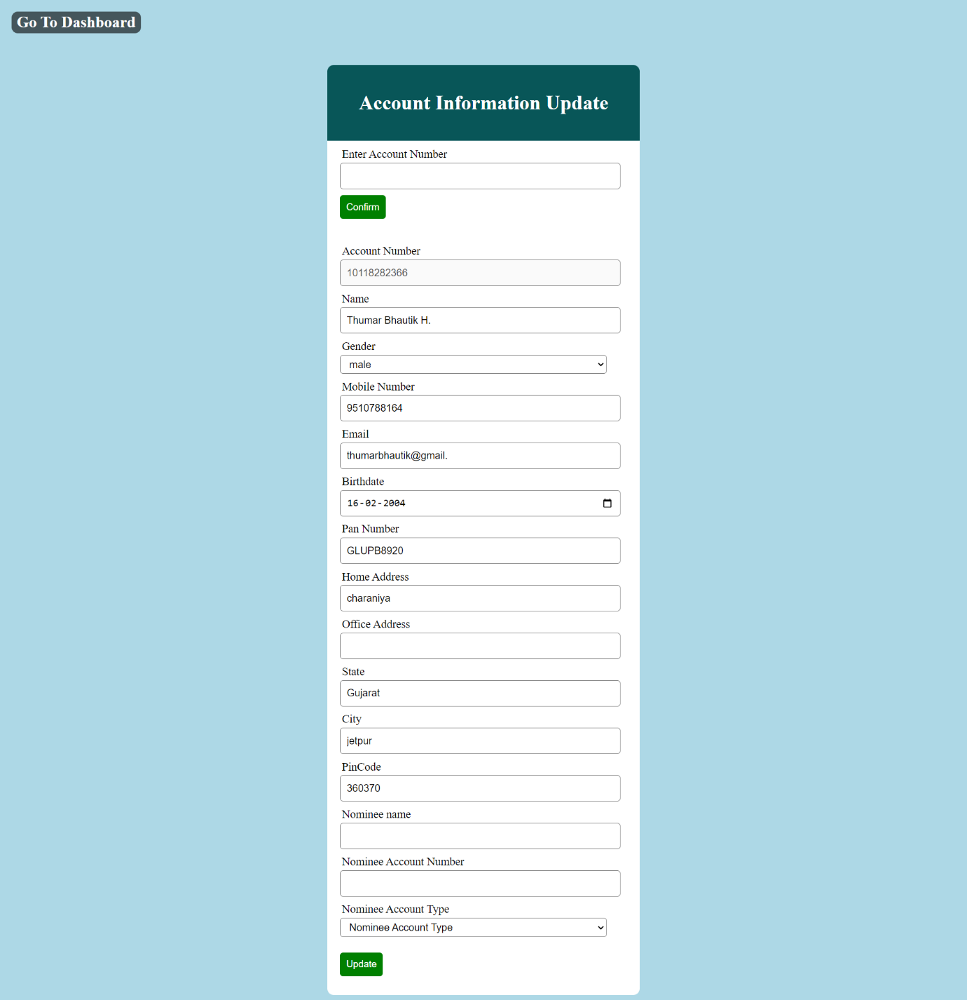 Go To Dashboard
Account Information Update
Enter Account Number
Confirm
Account Number
10118282366
Name
Thumar Bhautik H.
Gender
male
Mobile Number
9510788164
Email
thumarbhautik@gmail.
Birthdate
16-02-2004
Pan Number
GLUPB8920
Home Address
charaniya
Office Address
State
Gujarat
City
jetpur
PinCode
360370
Nominee name
Nominee Account Number
Nominee Account Type
Nominee Account Type
Update